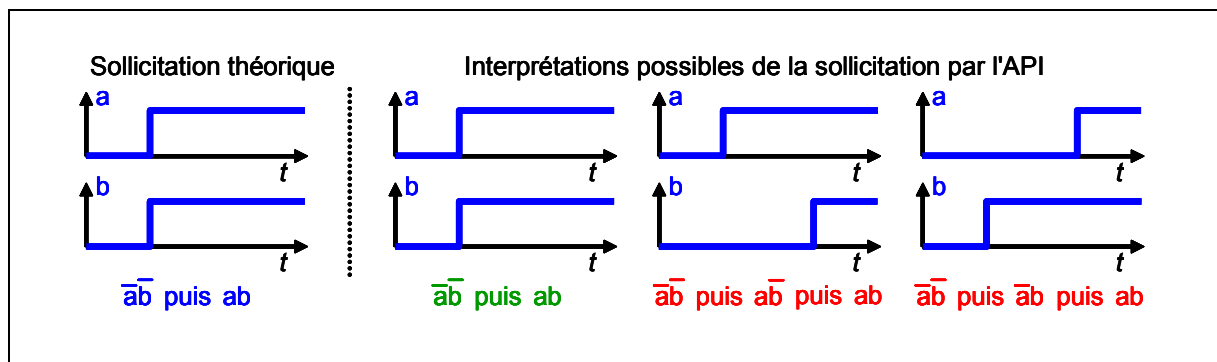 Sollicitation théorique
Interprétations possibles de la sollicitation par l'API
a
a
a
a
t
t
t
t
b
b
b
b
t
t
t
t
a̅b̅ puis ab
a̅b̅ puis ab
a̅b̅ puis ab̅ puis ab
a̅b̅ puis a̅b puis ab